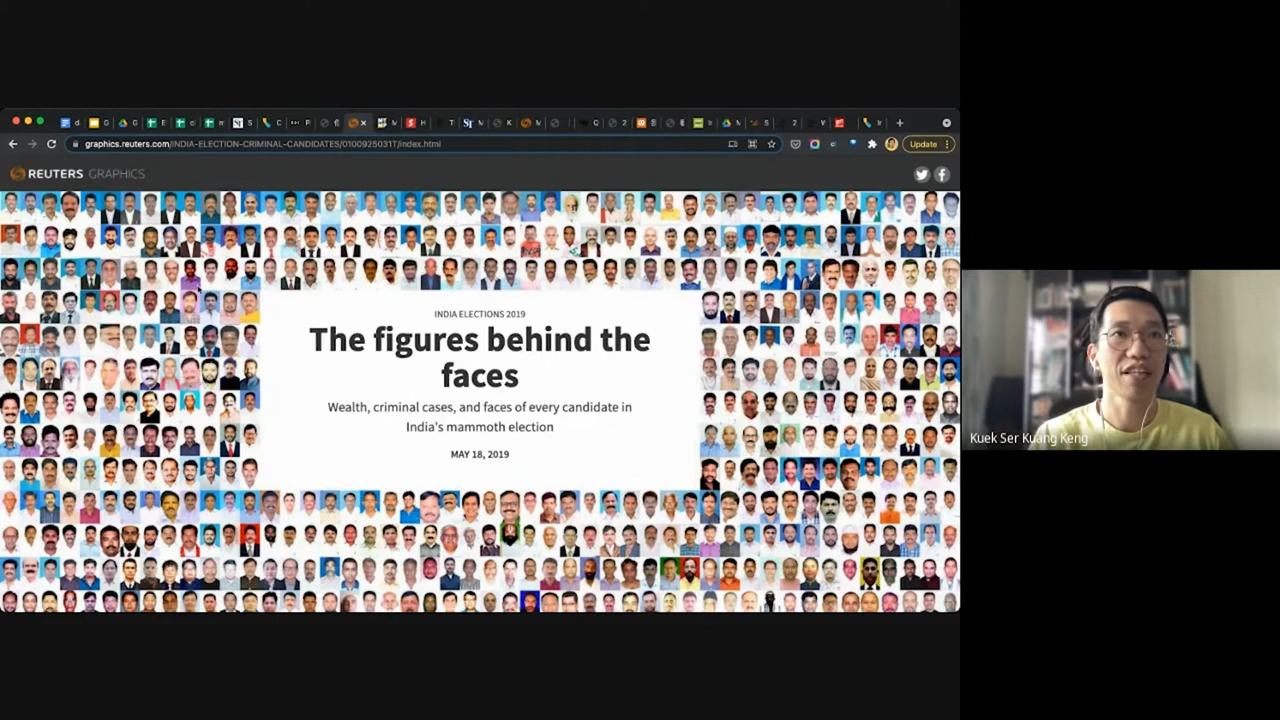 Update
graphics.reuters.com/INDIA-ELECTION-CRIMINAL-CANDIDATES/0100925031T/index.html
REUTERS GRAPHICS
INDIA ELECTIONS 2019
The figures behind the
faces
Wealth, criminal cases, and faces of every candidate in
India's mammoth election
MAY 18, 2019
Kuek Ser Kuang Keng